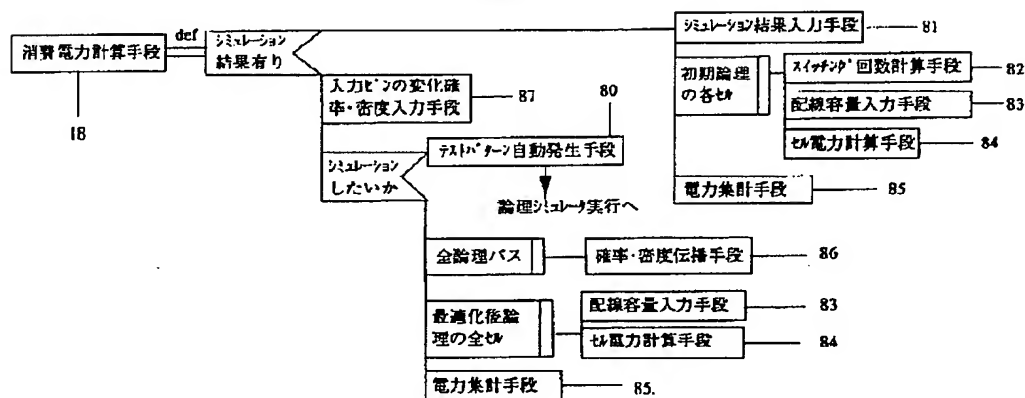 消費電力計算手段
18
def
シミュレーション
結果有り
シミュレーション結果入力手段
81
初期論理
の各セル
スイッチング回数計算手段
82
配線容量入力手段
83
セル電力計算手段
84
電力集計手段
85
入力ピンの変化確
率・密度入力手段
87
シミュレーション
したいか
80
テストパターン自動発生手段
論理シミュレータ実行へ
全論理パス
確率・密度伝播手段
86
最適化後論
理の全セル
配線容量入力手段
83
セル電力計算手段
84
電力集計手段
85.